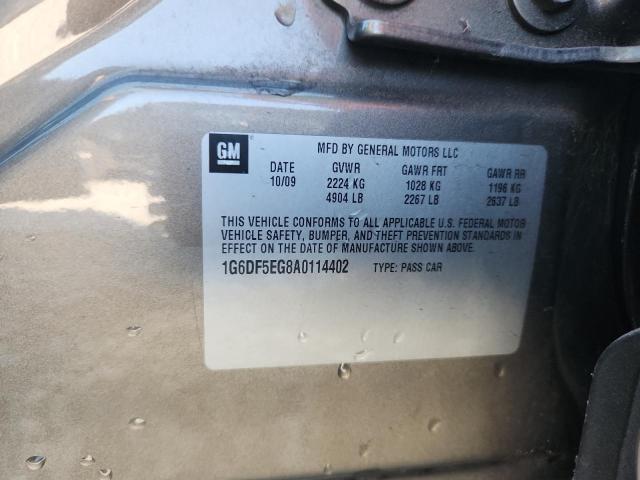 GM MFD BY GENERAL MOTORS LLC
DATE GVWR GAWR FRT GAWR RR
10/09 2224 KG 1028 KG 1196 KG
4904 LB 2267 LB 2637 LB
THIS VEHICLE CONFORMS TO ALL APPLICABLE U.S. FEDERAL MOTOR
VEHICLE SAFETY, BUMPER, AND THEFT PREVENTION STANDARDS IN
EFFECT ON THE DATE OF MANUFACTURE SHOWN ABOVE.
1G6DF5EG8A0114402 TYPE: PASS CAR